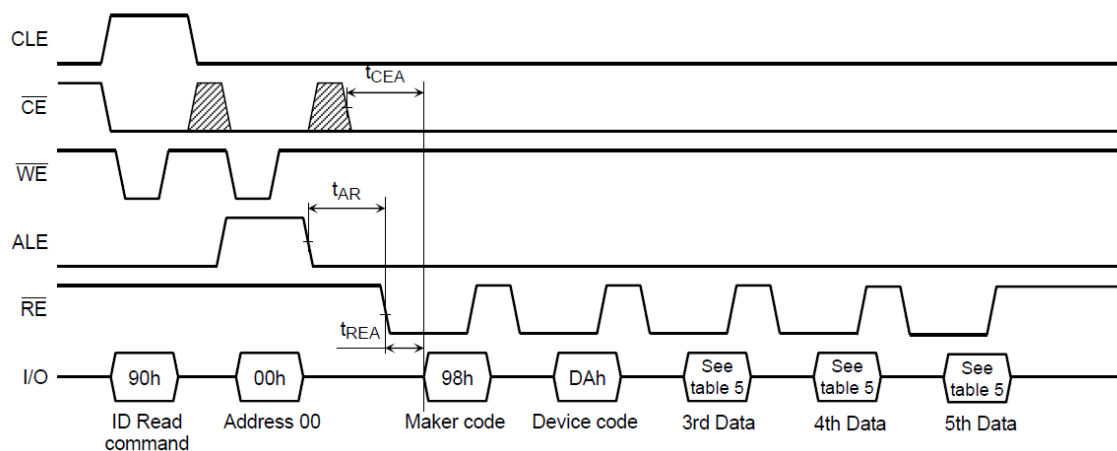 CLE
tCEA
CE
WE
tAR
ALE
RE
tREA
I/O
90h
00h
98h
DAh
See
table 5
See
table 5
See
table 5
ID Read
command
Address 00
Maker code
Device code
3rd Data
4th Data
5th Data